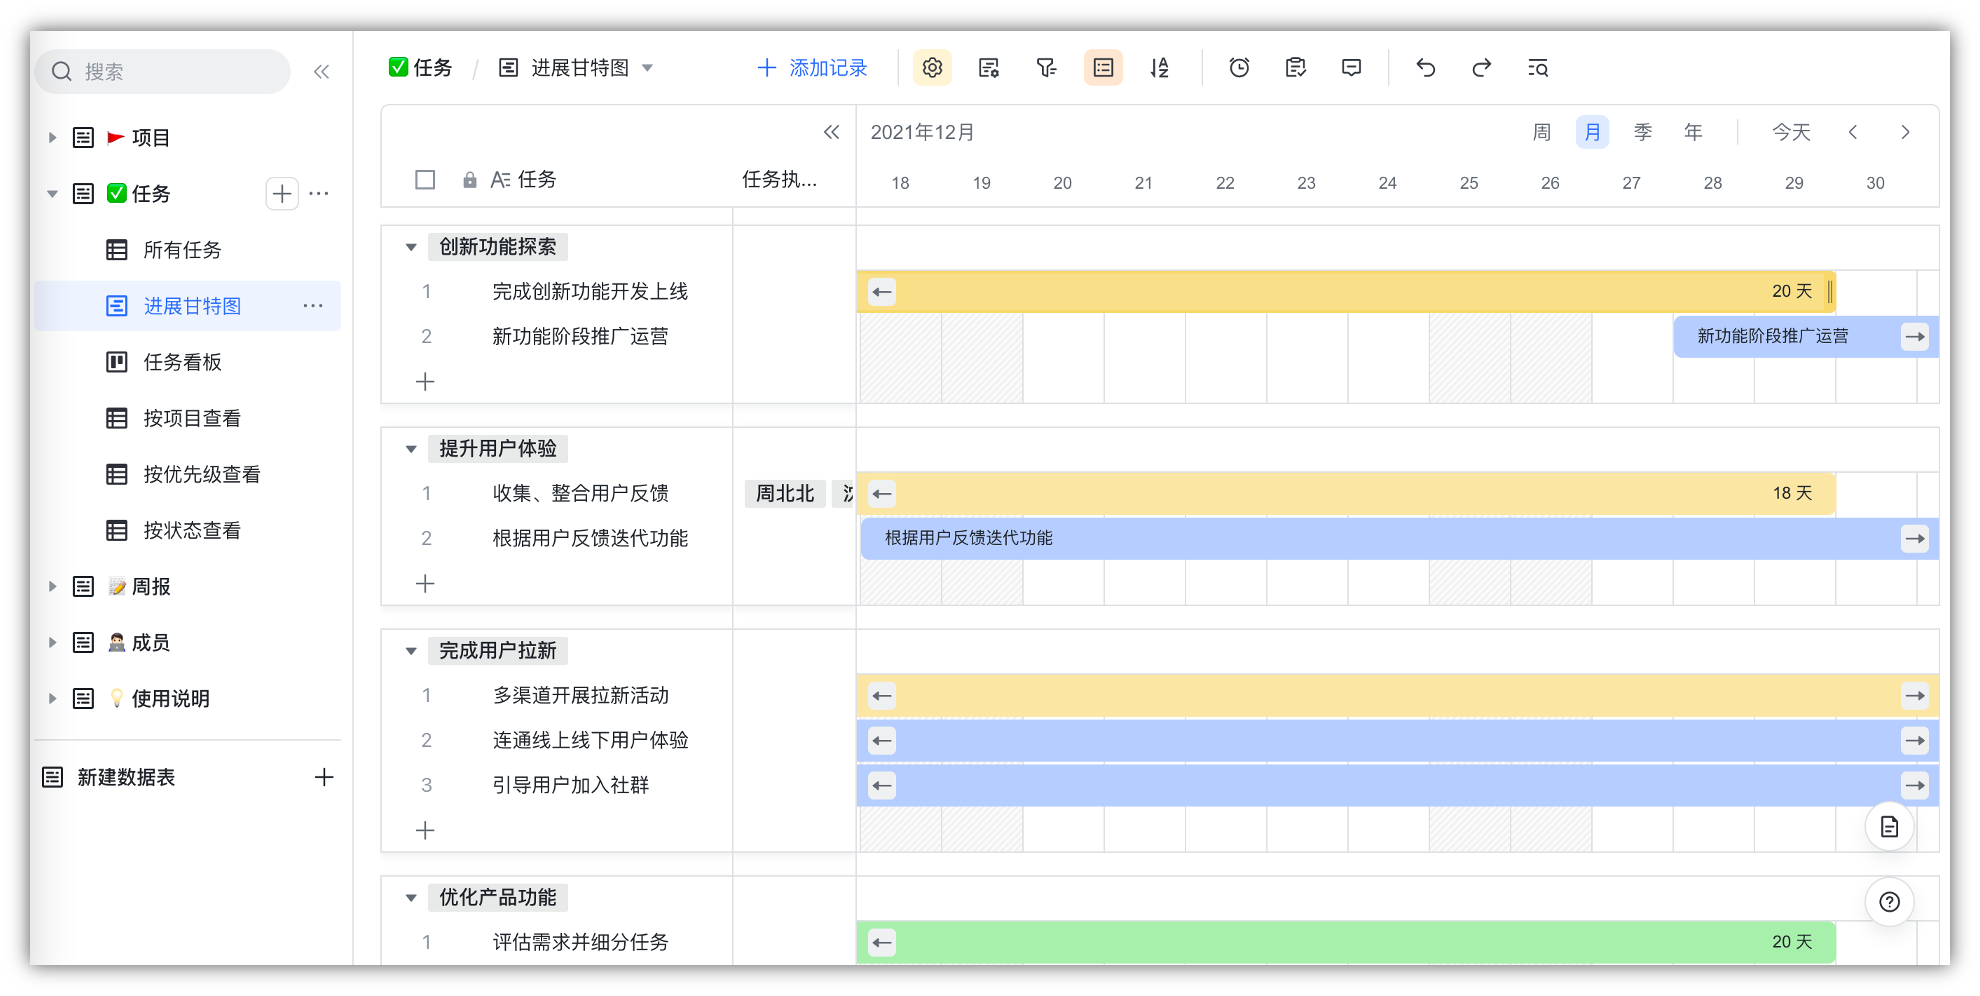 搜索
项目
任务
所有任务
进展甘特图
任务看板
按项目查看
按优先级查看
按状态查看
周报
成员
使用说明
新建数据表
任务 / 进展甘特图
添加记录
2021年12月
周 月 季 年 今天
任务 任务执...
18 19 20 21 22 23 24 25 26 27 28 29 30
创新功能探索
1 完成创新功能开发上线 20 天
2 新功能阶段推广运营 新功能阶段推广运营
提升用户体验
1 收集、整合用户反馈 周北北 18 天
2 根据用户反馈迭代功能 根据用户反馈迭代功能
完成用户拉新
1 多渠道开展拉新活动
2 连通线上线下用户体验
3 引导用户加入社群
优化产品功能
1 评估需求并细分任务 20 天